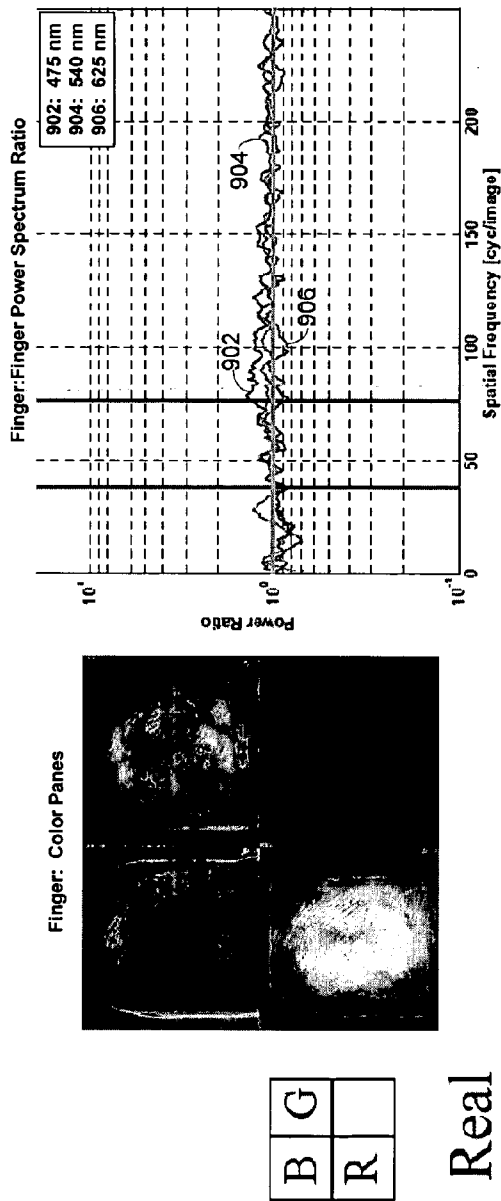 B G
R
Real
Finger: Color Panes
Finger:Finger Power Spectrum Ratio
902: 475 nm
904: 540 nm
906: 625 nm
902
904
906
Power Ratio
10¹
10⁰
10⁻¹
0 50 100 150 200
Spatial Frequency [cyc/image]